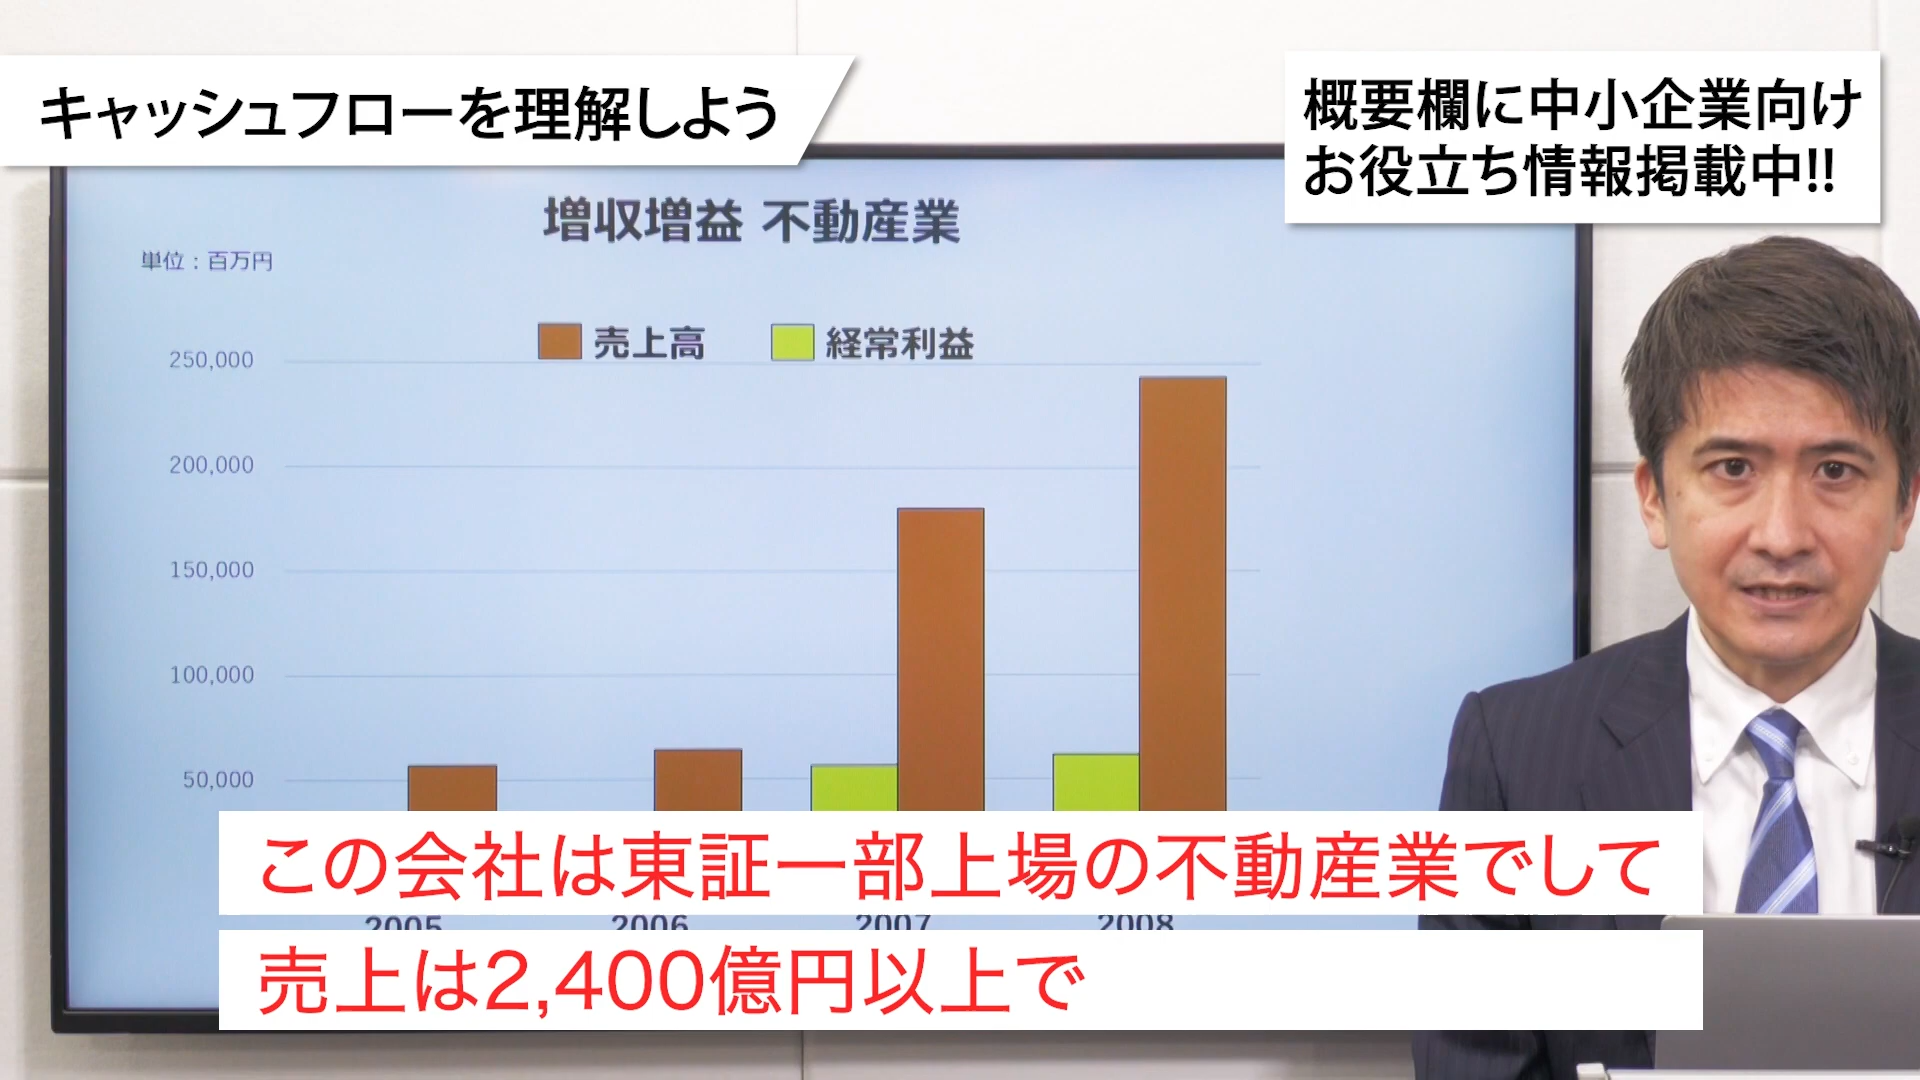 キャッシュフローを理解しよう
概要欄に中小企業向け
お役立ち情報掲載中!!
増収増益 不動産業
単位：百万円
売上高 経常利益
250,000
200,000
150,000
100,000
50,000
この会社は東証一部上場の不動産業でして
2005 2006 2007 2008
売上は2,400億円以上で